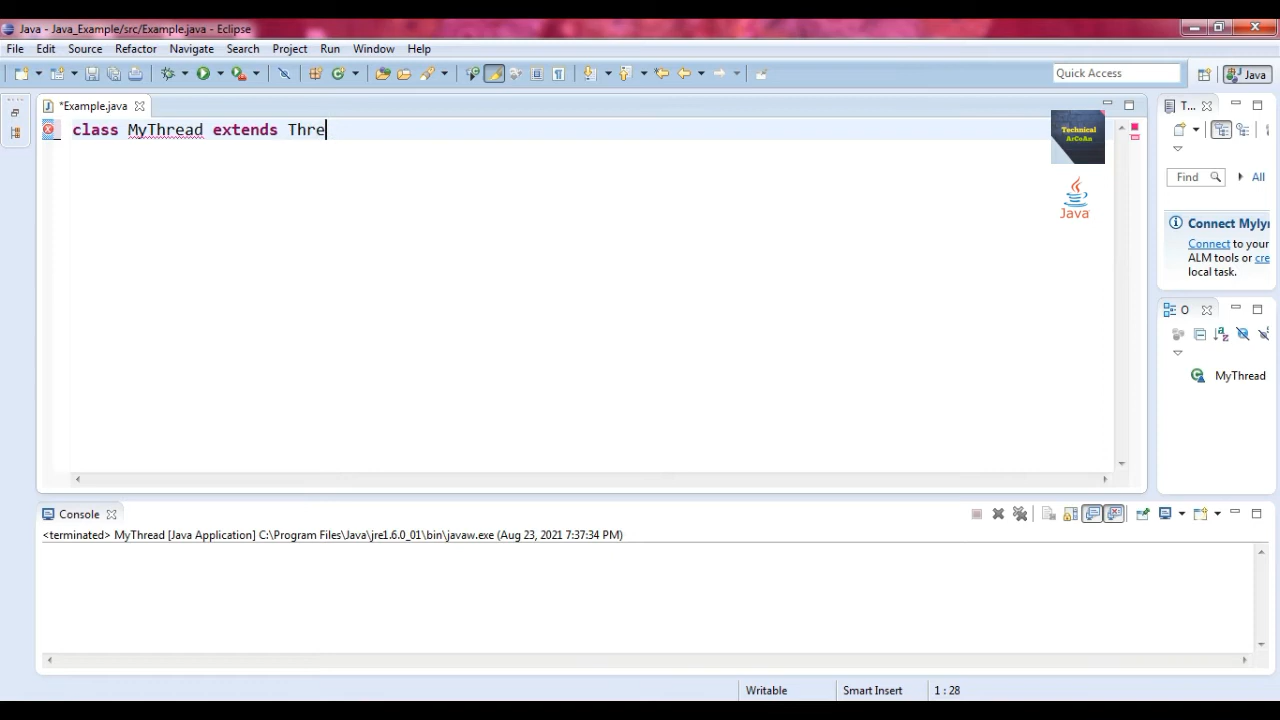 Java - Java_Example/src/Example.java - Eclipse
File Edit Source Refactor Navigate Search Project Run Window Help
Quick Access
Java
*Example.java
T...
class MyThread extends Thre
Technical
ArCoAn
Java
Find
All
Connect Myly
Connect to your
ALM tools or cre
local task.
O
MyThread
Console
<terminated> MyThread [Java Application] C:\Program Files\Java\jre1.6.0_01\bin\javaw.exe (Aug 23, 2021 7:37:34 PM)
Writable
Smart Insert
1 : 28